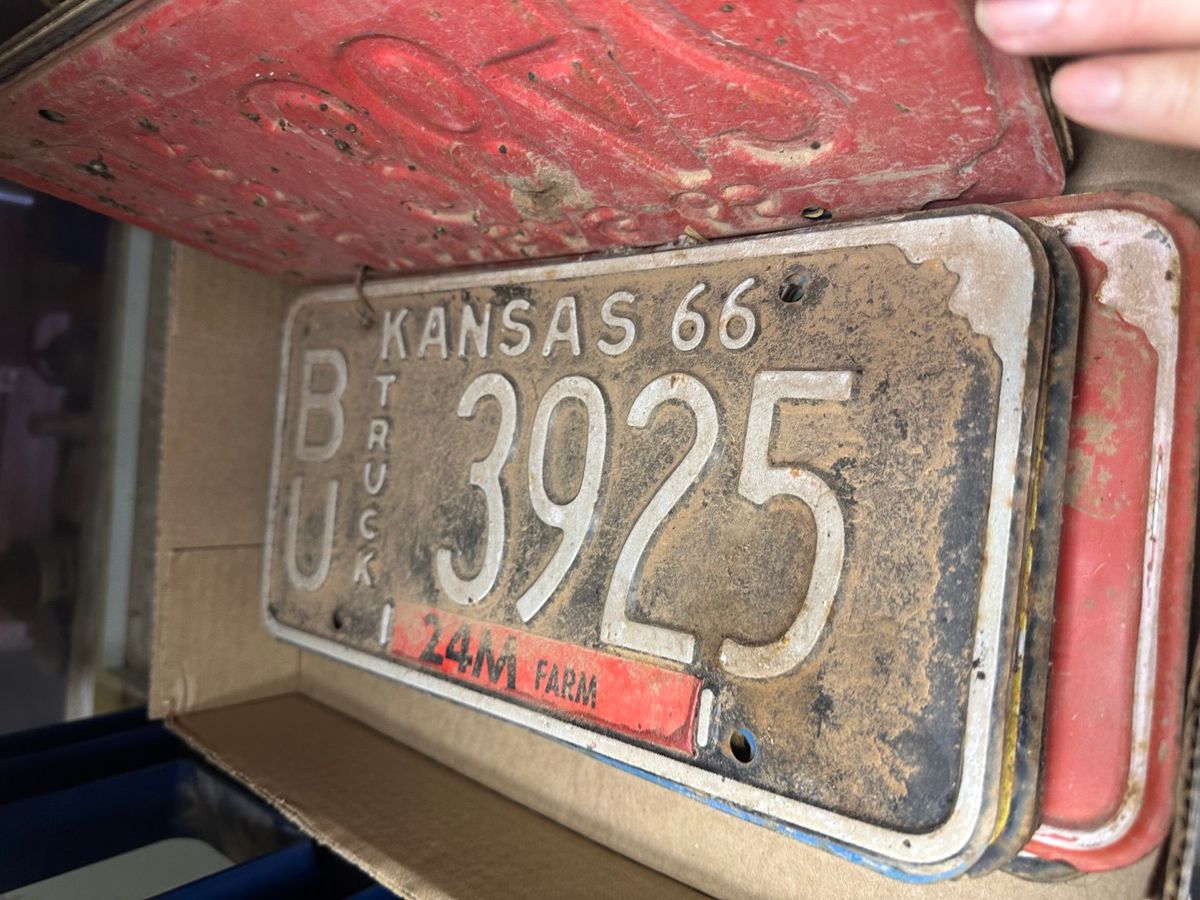 KANSAS 66
BU
TRUCK
3925
24M FARM